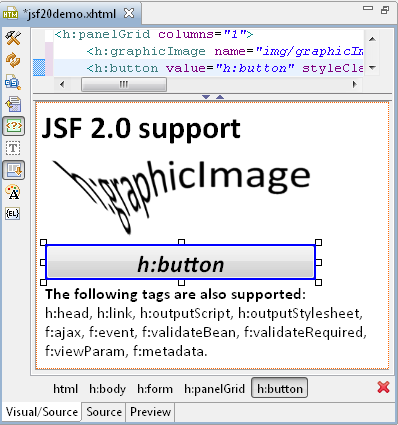 *jsf20demo.xhtml
<h:panelGrid columns="1">
<h:graphicImage name="img/graphicIm
<h:button value="h:button" styleCla
JSF 2.0 support
h:graphicImage
h:button
The following tags are also supported:
h:head, h:link, h:outputScript, h:outputStylesheet,
f:ajax, f:event, f:validateBean, f:validateRequired,
f:viewParam, f:metadata.
html h:body h:form h:panelGrid h:button
Visual/Source Source Preview